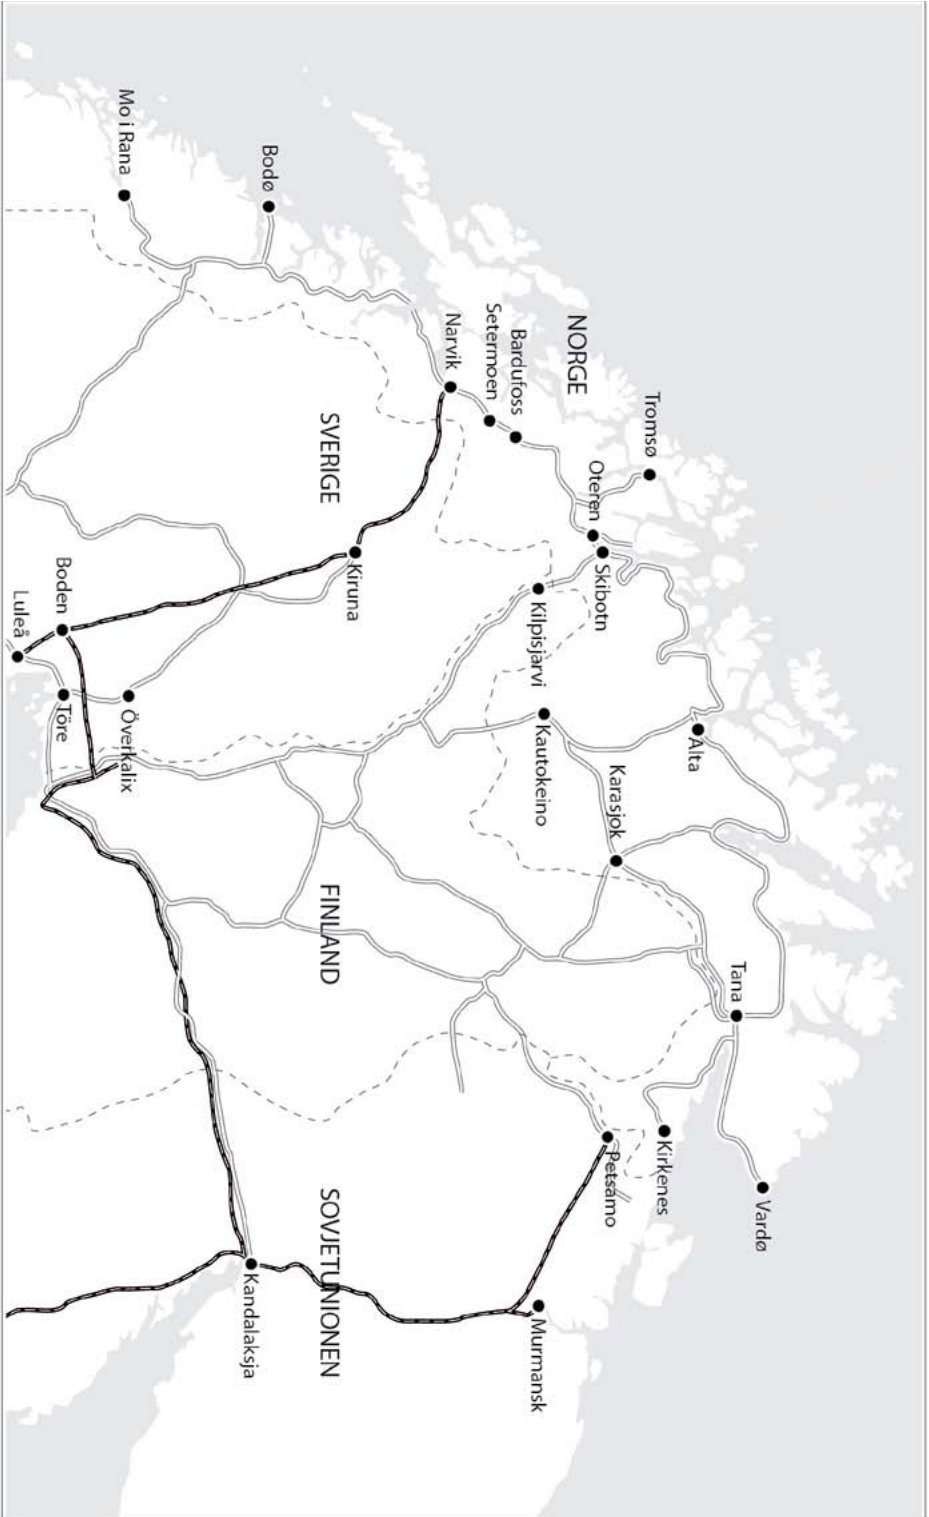 Mo i Rana
Bodø
Narvik
Setermoen
Bardufoss
NORGE
Tromsø
Oteren
Skibotn
SVERIGE
Kiruna
Kilpisjarvi
Boden
Luleå
Töre
Överkalix
Kautokeino
Alta
Karasjok
FINLAND
Tana
Kirkenes
Vardø
Petsamo
SOVJETUNIONEN
Kandalaksja
Murmansk